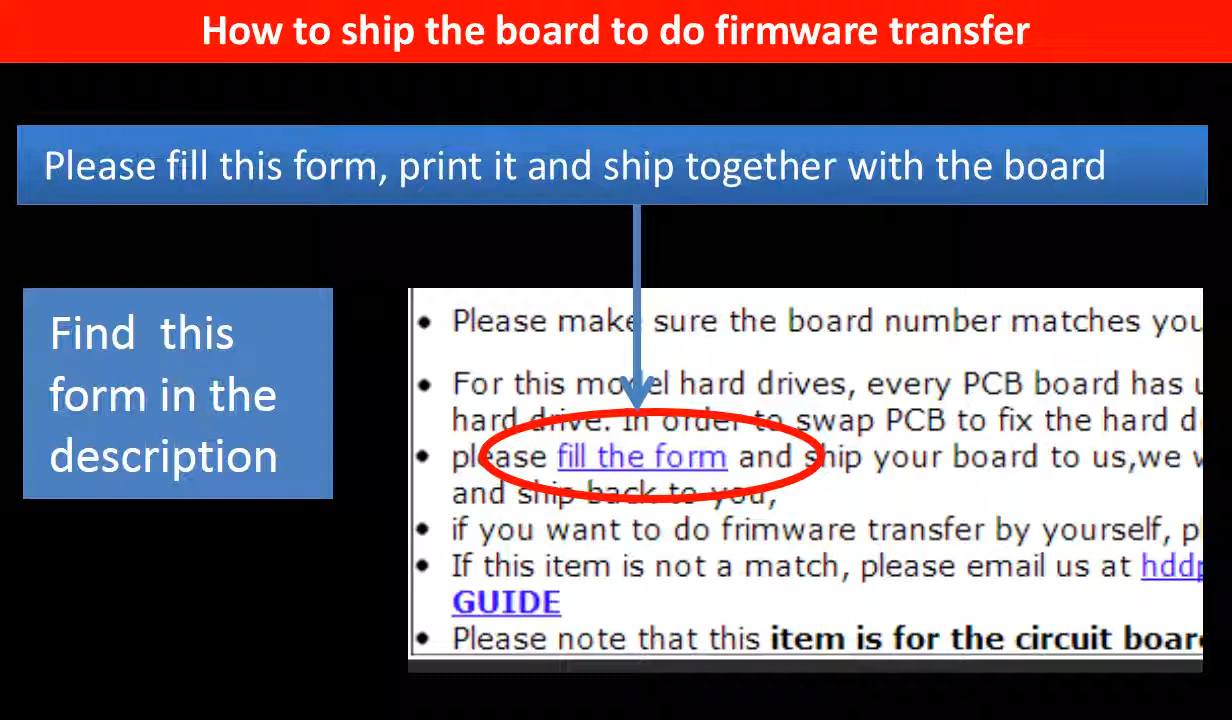 How to ship the board to do firmware transfer
Please fill this form, print it and ship together with the board
Find this
form in the
description
Please make sure the board number matches
For this model hard drives, every PCB board has
hard drive. In order to swap PCB to fix the hard
please fill the form and ship your board to us,we
and ship back to you,
if you want to do frimware transfer by yourself,
If this item is not a match, please email us at
GUIDE
Please note that this item is for the circuit